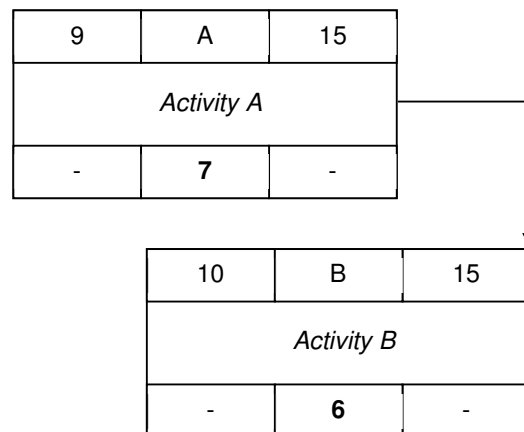 9 A 15
Activity A
- 7 -
10 B 15
Activity B
- 6 -